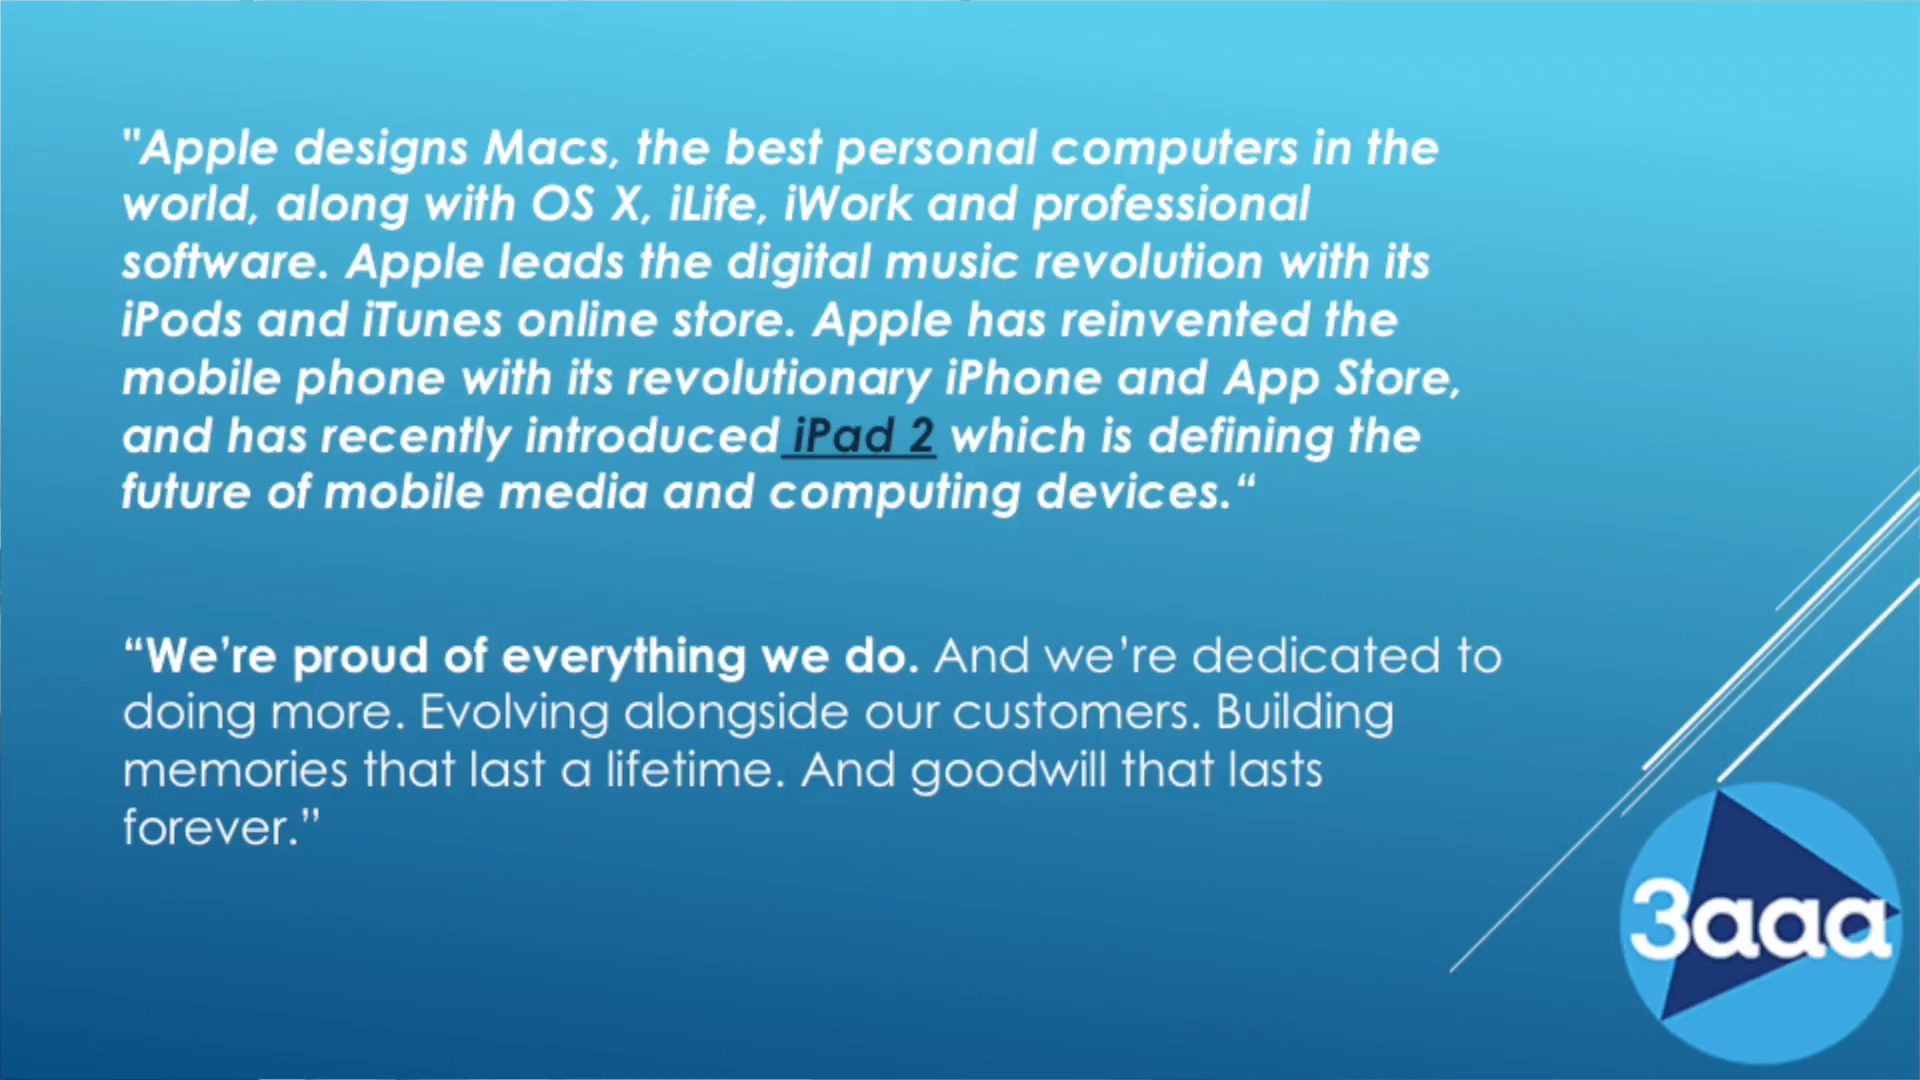 "Apple designs Macs, the best personal computers in the
world, along with OS X, iLife, iWork and professional
software. Apple leads the digital music revolution with its
iPods and iTunes online store. Apple has reinvented the
mobile phone with its revolutionary iPhone and App Store,
and has recently introduced iPad 2 which is defining the
future of mobile media and computing devices.“
“We’re proud of everything we do. And we’re dedicated to
doing more. Evolving alongside our customers. Building
memories that last a lifetime. And goodwill that lasts
forever.”
3aaa